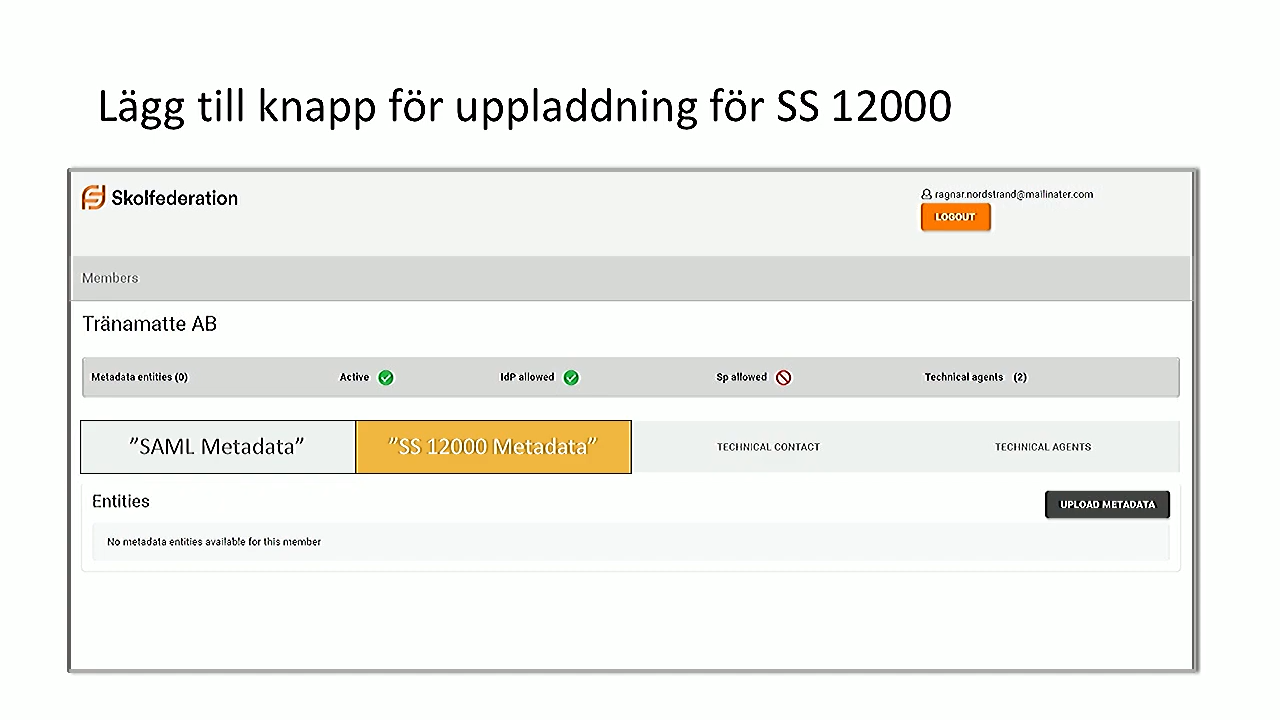 Lägg till knapp för uppladdning för SS 12000
Skolfederation
ragnar.nordstrand@mailinater.com
LOGOUT
Members
Tränamatte AB
Metadata entities (0) Active IdP allowed Sp allowed Technical agents (2)
”SAML Metadata” ”SS 12000 Metadata” TECHNICAL CONTACT TECHNICAL AGENTS
Entities
UPLOAD METADATA
No metadata entities available for this member